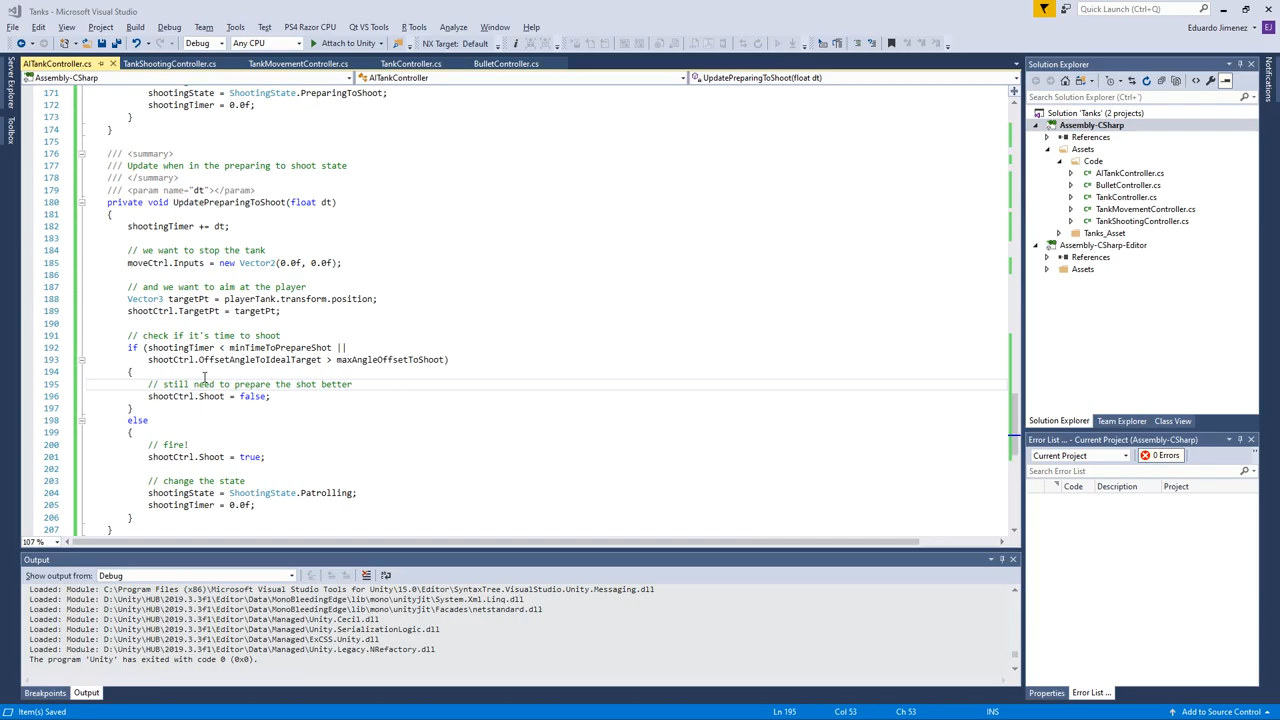 Tanks - Microsoft Visual Studio
Quick Launch (Ctrl+Q)
File Edit View Project Build Debug Team Tools Test PS4 Razor CPU Qt VS Tools R Tools Analyze Window Help
Eduardo Jimenez EJ
Debug Any CPU Attach to Unity NX Target: Default
Server Explorer
Toolbox
AITankController.cs TankShootingController.cs TankMovementController.cs TankController.cs BulletController.cs
Assembly-CSharp AITankController UpdatePreparingToShoot(float dt)
171 shootingState = ShootingState.PreparingToShoot;
172 shootingTimer = 0.0f;
173 }
174 }
175
176 /// <summary>
177 /// Update when in the preparing to shoot state
178 /// </summary>
179 /// <param name="dt"></param>
180 private void UpdatePreparingToShoot(float dt)
181 {
182 shootingTimer += dt;
183
184 // we want to stop the tank
185 moveCtrl.Inputs = new Vector2(0.0f, 0.0f);
186
187 // and we want to aim at the player
188 Vector3 targetPt = playerTank.transform.position;
189 shootCtrl.TargetPt = targetPt;
190
191 // check if it's time to shoot
192 if (shootingTimer < minTimeToPrepareShot ||
193 shootCtrl.OffsetAngleToIdealTarget > maxAngleOffsetToShoot)
194 {
195 // still need to prepare the shot better
196 shootCtrl.Shoot = false;
197 }
198 else
199 {
200 // fire!
201 shootCtrl.Shoot = true;
202
203 // change the state
204 shootingState = ShootingState.Patrolling;
205 shootingTimer = 0.0f;
206 }
207 }
107 %
Output
Show output from: Debug
Loaded: Module: C:\Program Files (x86)\Microsoft Visual Studio Tools for Unity\15.0\Editor\SyntaxTree.VisualStudio.Unity.Messaging.dll
Loaded: Module: D:\Unity\HUB\2019.3.3f1\Editor\Data\MonoBleedingEdge\lib\mono\unityjit\System.Xml.Linq.dll
Loaded: Module: D:\Unity\HUB\2019.3.3f1\Editor\Data\MonoBleedingEdge\lib\mono\unityjit\Facades\netstandard.dll
Loaded: Module: D:\Unity\HUB\2019.3.3f1\Editor\Data\Managed\Unity.Cecil.dll
Loaded: Module: D:\Unity\HUB\2019.3.3f1\Editor\Data\Managed\Unity.SerializationLogic.dll
Loaded: Module: D:\Unity\HUB\2019.3.3f1\Editor\Data\Managed\ExCSS.Unity.dll
Loaded: Module: D:\Unity\HUB\2019.3.3f1\Editor\Data\Managed\Unity.Legacy.NRefactory.dll
The program 'Unity' has exited with code 0 (0x0).
Breakpoints Output
Solution Explorer
Search Solution Explorer (Ctrl+')
Solution 'Tanks' (2 projects)
Assembly-CSharp
References
Assets
Code
C# AITankController.cs
C# BulletController.cs
C# TankController.cs
C# TankMovementController.cs
C# TankShootingController.cs
Tanks_Asset
Assembly-CSharp-Editor
References
Assets
Solution Explorer Team Explorer Class View
Error List ... - Current Project (Assembly-CSharp)
Current Project 0 Errors
Search Error List
Code Description Project
Properties Error List ...
Notifications
Item(s) Saved Ln 195 Col 53 Ch 53 INS Add to Source Control